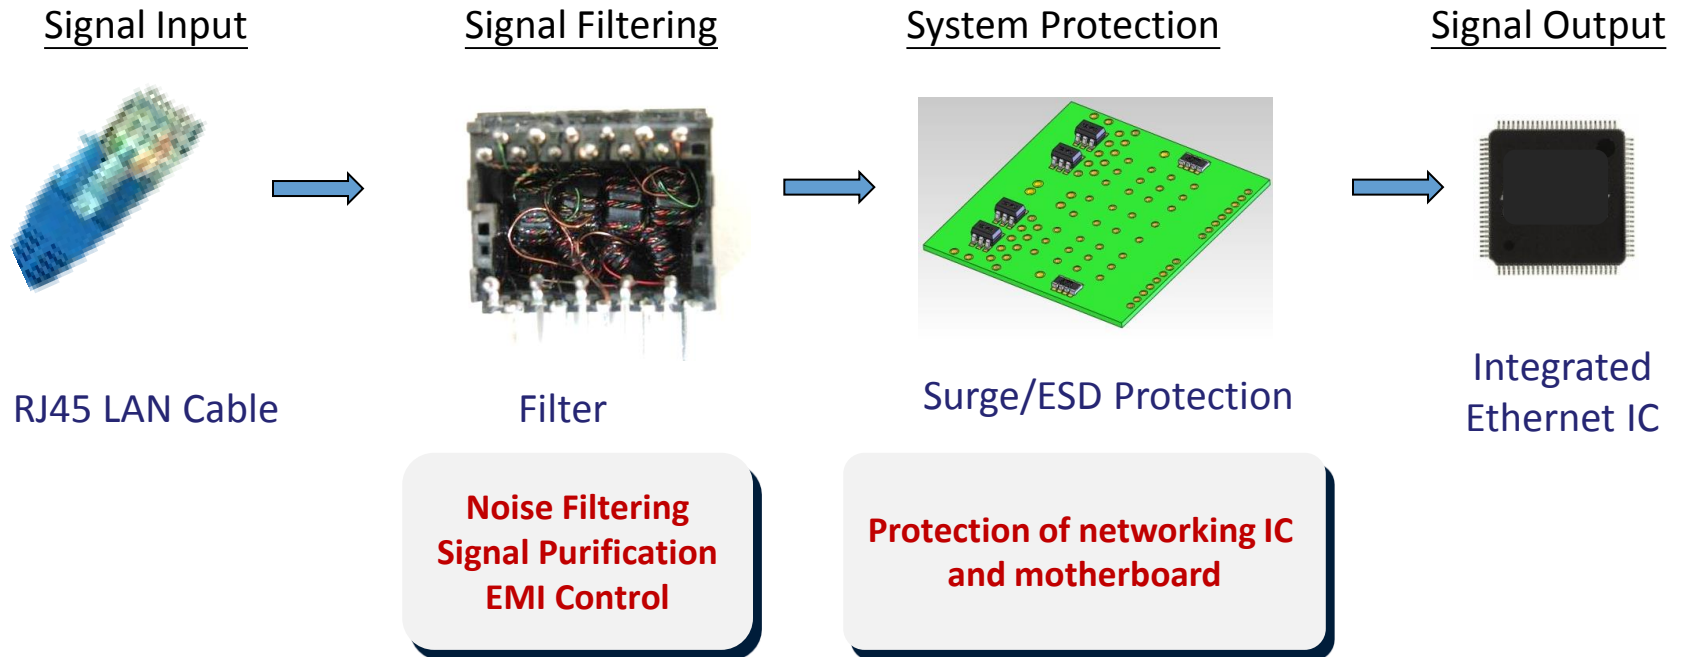 Signal Input
Signal Filtering
System Protection
Signal Output
RJ45 LAN Cable
Filter
Surge/ESD Protection
Integrated
Ethernet IC
Noise Filtering
Signal Purification
EMI Control
Protection of networking IC
and motherboard